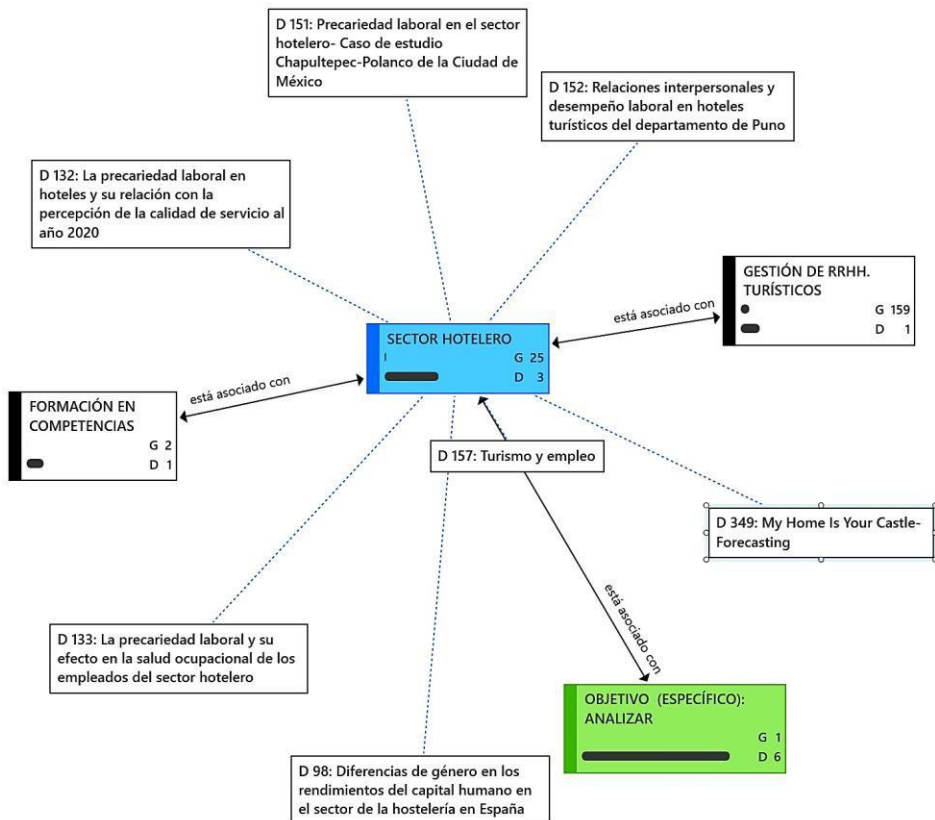 D 151: Precariedad laboral en el sector
hotelero- Caso de estudio
Chapultepec-Polanco de la Ciudad de
México
D 152: Relaciones interpersonales y
desempeño laboral en hoteles
turísticos del departamento de Puno
D 132: La precariedad laboral en
hoteles y su relación con la
percepción de la calidad de servicio al
año 2020
GESTIÓN DE RRHH.
TURÍSTICOS
G 159
D 1
está asociado con
SECTOR HOTELERO
G 25
D 3
está asociado con
FORMACIÓN EN
COMPETENCIAS
G 2
D 1
D 157: Turismo y empleo
D 349: My Home Is Your Castle-
Forecasting
está asociado con
D 133: La precariedad laboral y su
efecto en la salud ocupacional de los
empleados del sector hotelero
OBJETIVO (ESPECÍFICO):
ANALIZAR
G 1
D 6
D 98: Diferencias de género en los
rendimientos del capital humano en
el sector de la hostelería en España